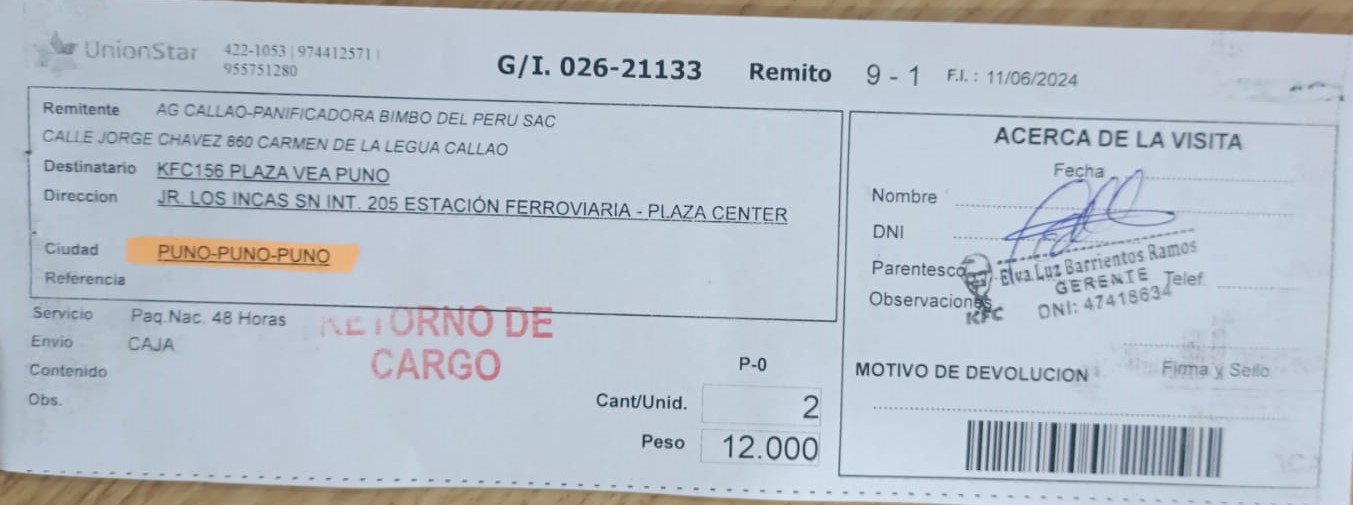 UnionStar 422-1053 | 974412571 |
955751280
G/I. 026-21133 Remito 9 - 1 F.I. : 11/06/2024
Remitente AG CALLAO-PANIFICADORA BIMBO DEL PERU SAC
CALLE JORGE CHAVEZ 860 CARMEN DE LA LEGUA CALLAO
Destinatario KFC156 PLAZA VEA PUNO
Direccion JR. LOS INCAS SN INT. 205 ESTACIÓN FERROVIARIA - PLAZA CENTER
Ciudad PUNO-PUNO-PUNO
Referencia
Servicio Paq.Nac. 48 Horas
Envio CAJA
Contenido
Obs.
RETORNO DE
CARGO
P-0
Cant/Unid. 2
Peso 12.000
ACERCA DE LA VISITA
Fecha
Nombre
DNI
Parentesco
Elva Luz Barrientos Ramos
GERENTE
Telef.
Observaciones
KFC
DNI: 47418634
Firma y Sello
MOTIVO DE DEVOLUCION